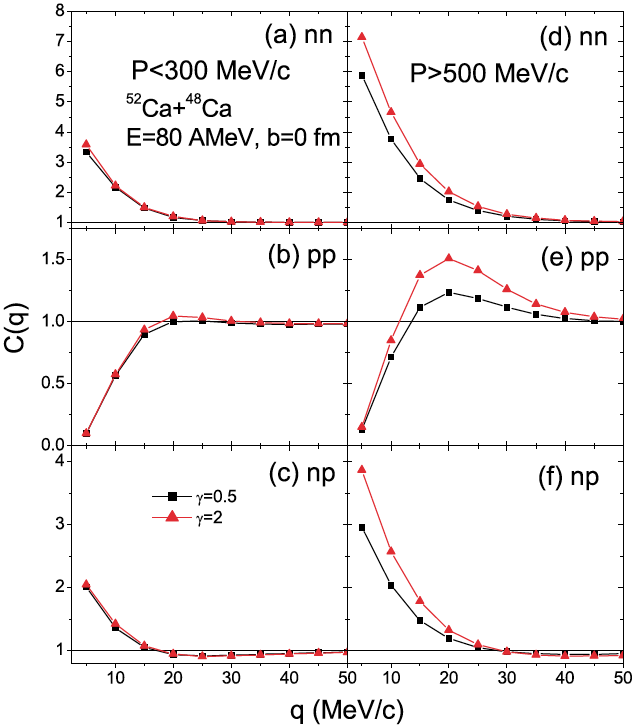 8
7
6
5
4
3
2
1
(a) nn
P<300 MeV/c
⁵²Ca+⁴⁸Ca
E=80 AMeV, b=0 fm
(d) nn
P>500 MeV/c
C(q)
1.5
1.0
0.5
0.0
(b) pp
(e) pp
4
3
2
1
(c) np
γ=0.5
γ=2
(f) np
10 20 30 40 50 10 20 30 40 50
q (MeV/c) q (MeV/c)